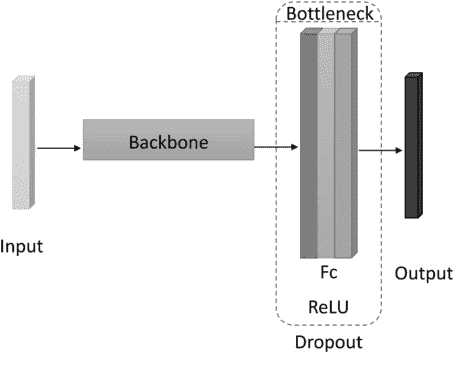 Bottleneck
Backbone
Input
Fc
Output
ReLU
Dropout